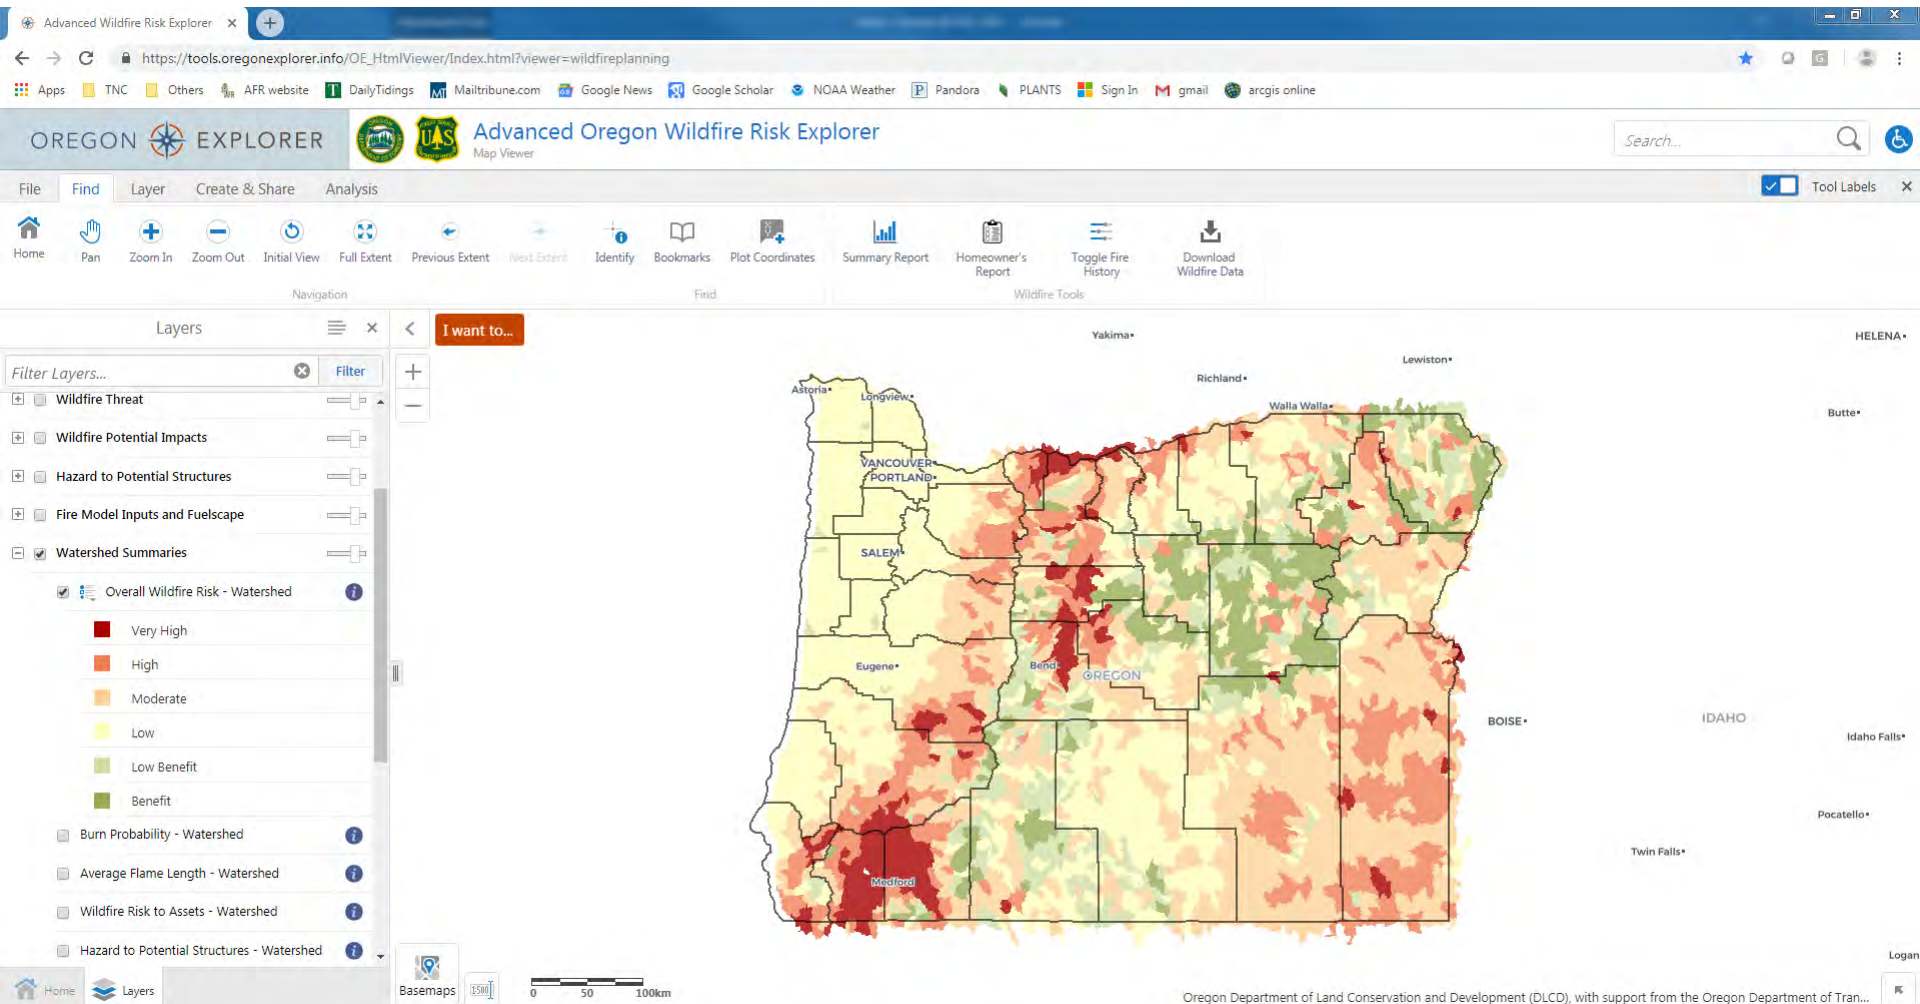 Advanced Wildfire Risk Explorer
https://tools.oregonexplorer.info/OE_HtmlViewer/Index.html?viewer=wildfireplanning
Apps TNC Others AFR website DailyTidings Mailtribune.com Google News Google Scholar NOAA Weather Pandora PLANTS Sign In gmail arcgis online
OREGON EXPLORER
Advanced Oregon Wildfire Risk Explorer
Map Viewer
Search...
File Find Layer Create & Share Analysis
Tool Labels
Home Pan Zoom In Zoom Out Initial View Full Extent Previous Extent Next Extent Identify Bookmarks Plot Coordinates Summary Report Homeowner's Report Toggle Fire History Download Wildfire Data
Navigation Find Wildfire Tools
Layers
I want to...
Filter Layers... Filter
Wildfire Threat
Wildfire Potential Impacts
Hazard to Potential Structures
Fire Model Inputs and Fuelscape
Watershed Summaries
Overall Wildfire Risk - Watershed
Very High
High
Moderate
Low
Low Benefit
Benefit
Burn Probability - Watershed
Average Flame Length - Watershed
Wildfire Risk to Assets - Watershed
Hazard to Potential Structures - Watershed
Home Layers
Basemaps
0 50 100km
Yakima
HELENA
Lewiston
Richland
Astoria
Longview
Walla Walla
Butte
VANCOUVER
PORTLAND
SALEM
Eugene
Bend
OREGON
BOISE
IDAHO
Idaho Falls
Pocatello
Twin Falls
Medford
Logan
Oregon Department of Land Conservation and Development (DLCD), with support from the Oregon Department of Tran...